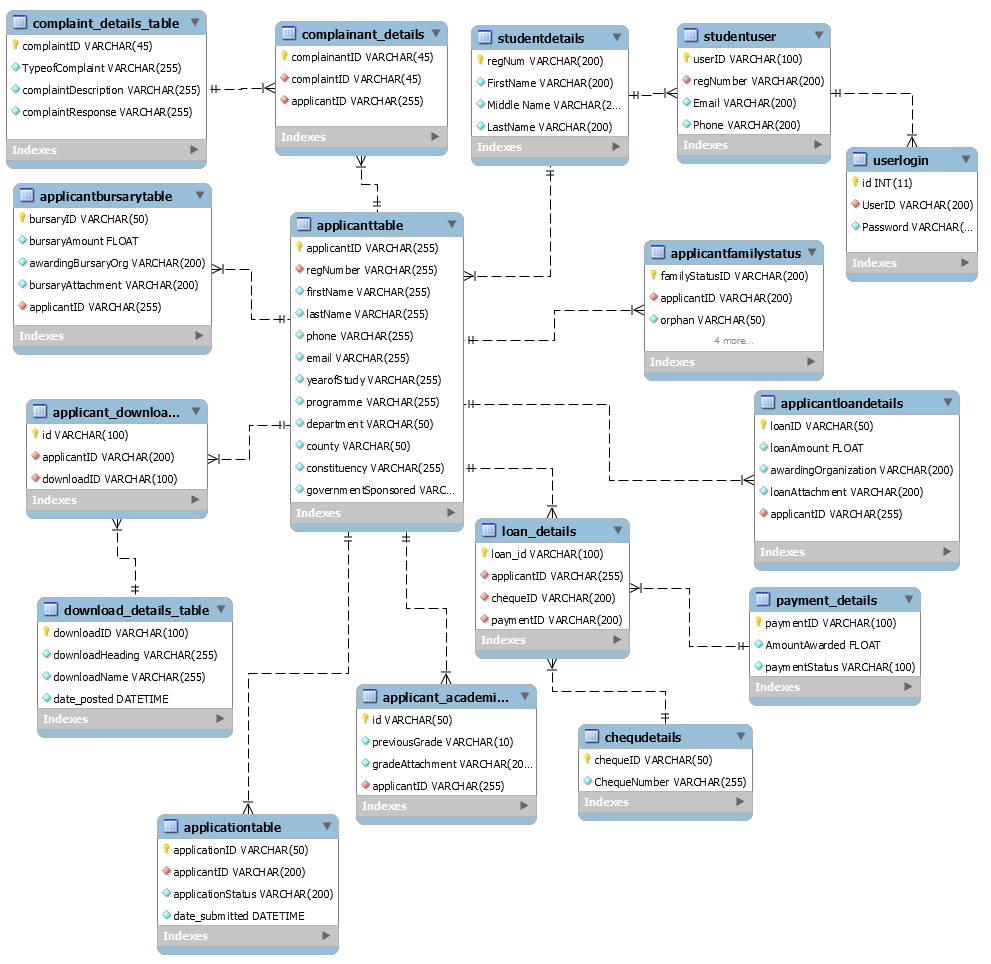 complaint_details_table
complaintID VARCHAR(45)
TypeofComplaint VARCHAR(255)
complaintDescription VARCHAR(255)
complaintResponse VARCHAR(255)
Indexes
complainant_details
complainantID VARCHAR(45)
complaintID VARCHAR(45)
applicantID VARCHAR(255)
Indexes
studentdetails
regNum VARCHAR(200)
FirstName VARCHAR(200)
Middle Name VARCHAR(2...
LastName VARCHAR(200)
Indexes
studentuser
userID VARCHAR(100)
regNumber VARCHAR(200)
Email VARCHAR(200)
Phone VARCHAR(200)
Indexes
userlogin
id INT(11)
UserID VARCHAR(200)
Password VARCHAR(...
Indexes
applicantbursarytable
bursaryID VARCHAR(50)
bursaryAmount FLOAT
awardingBursaryOrg VARCHAR(200)
bursaryAttachment VARCHAR(200)
applicantID VARCHAR(255)
Indexes
applicanttable
applicantID VARCHAR(255)
regNumber VARCHAR(255)
firstName VARCHAR(255)
lastName VARCHAR(255)
phone VARCHAR(255)
email VARCHAR(255)
yearofStudy VARCHAR(255)
programme VARCHAR(255)
department VARCHAR(50)
county VARCHAR(50)
constituency VARCHAR(255)
governmentSponsored VARC...
Indexes
applicantfamilystatus
familyStatusID VARCHAR(200)
applicantID VARCHAR(200)
orphan VARCHAR(50)
4 more...
Indexes
applicant_downloa...
id VARCHAR(100)
applicantID VARCHAR(200)
downloadID VARCHAR(100)
Indexes
applicantloandetails
loanID VARCHAR(50)
loanAmount FLOAT
awardingOrganization VARCHAR(200)
loanAttachment VARCHAR(200)
applicantID VARCHAR(255)
Indexes
loan_details
loan_id VARCHAR(100)
applicantID VARCHAR(255)
chequeID VARCHAR(200)
paymentID VARCHAR(200)
Indexes
download_details_table
downloadID VARCHAR(100)
downloadHeading VARCHAR(255)
downloadName VARCHAR(255)
date_posted DATETIME
Indexes
payment_details
paymentID VARCHAR(100)
AmountAwarded FLOAT
paymentStatus VARCHAR(100)
Indexes
applicant_academi...
id VARCHAR(50)
previousGrade VARCHAR(10)
gradeAttachment VARCHAR(20...
applicantID VARCHAR(255)
Indexes
chequdetails
chequeID VARCHAR(50)
ChequeNumber VARCHAR(255)
Indexes
applicationtable
applicationID VARCHAR(50)
applicantID VARCHAR(200)
applicationStatus VARCHAR(200)
date_submitted DATETIME
Indexes